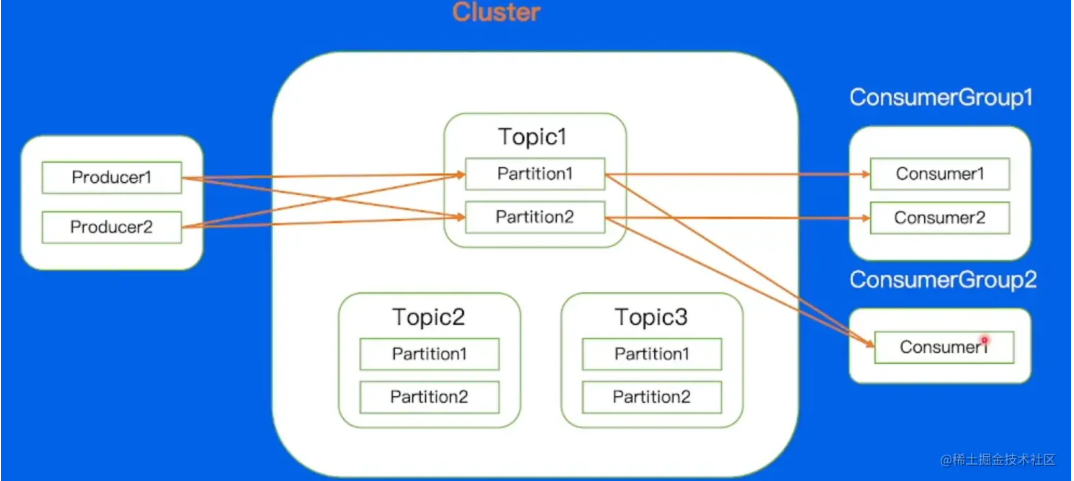 Cluster
Producer1
Producer2
Topic1
Partition1
Partition2
Topic2
Partition1
Partition2
Topic3
Partition1
Partition2
ConsumerGroup1
Consumer1
Consumer2
ConsumerGroup2
Consumer1
@稀土掘金技术社区